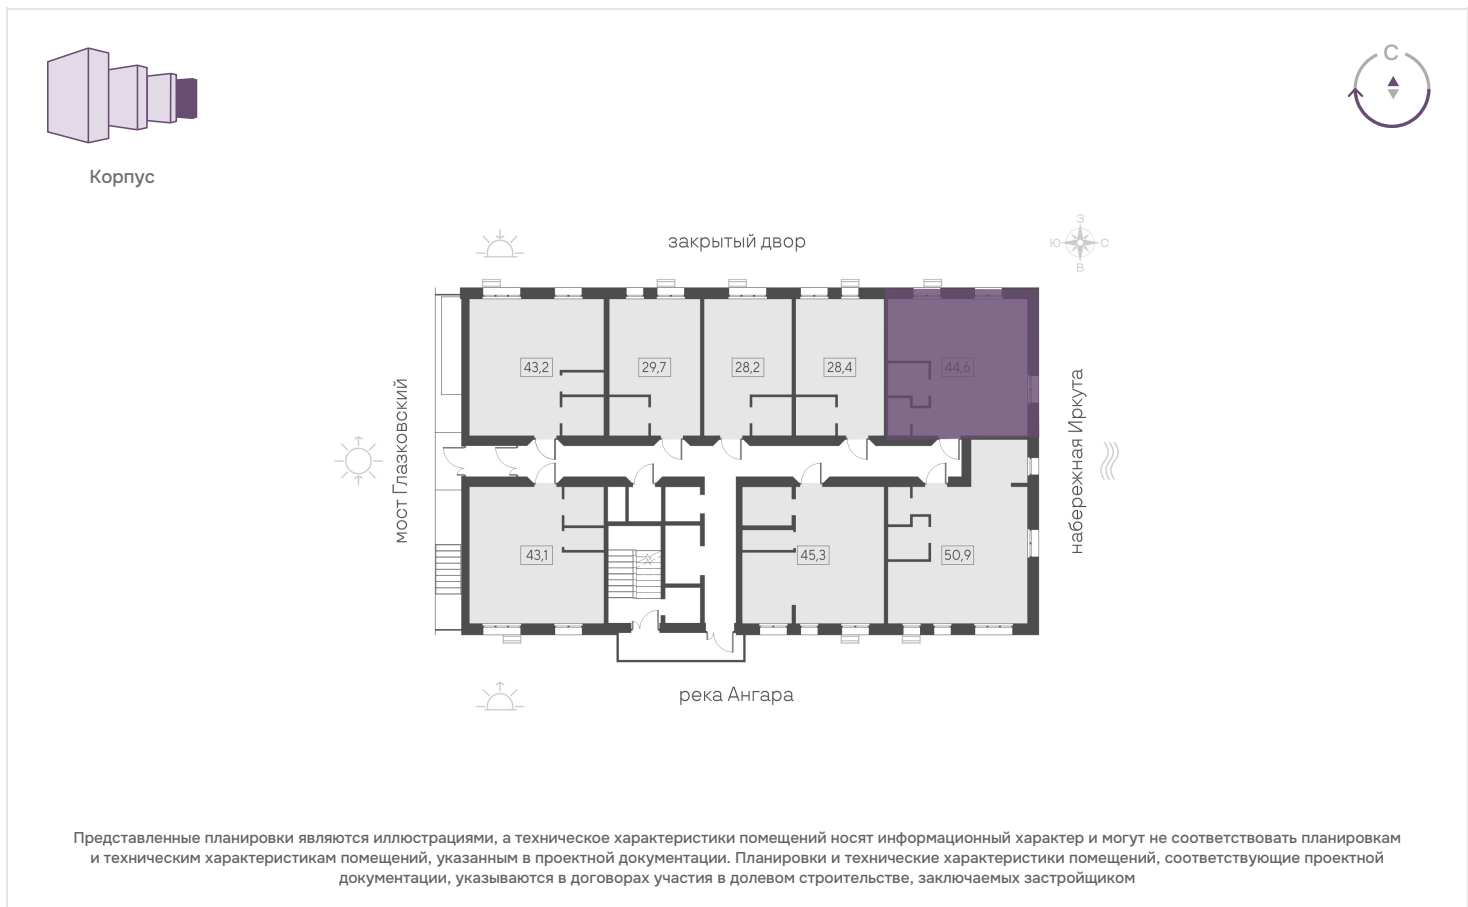 С
Корпус
закрытый двор
З
Ю
С
В
43,2
29,7
28,2
28,4
44,6
мост Глазковский
набережная Иркута
43,1
45,3
50,9
река Ангара
Представленные планировки являются иллюстрациями, а техническое характеристики помещений носят информационный характер и могут не соответствовать планировкам
и техническим характеристикам помещений, указанным в проектной документации. Планировки и технические характеристики помещений, соответствующие проектной
документации, указываются в договорах участия в долевом строительстве, заключаемых застройщиком